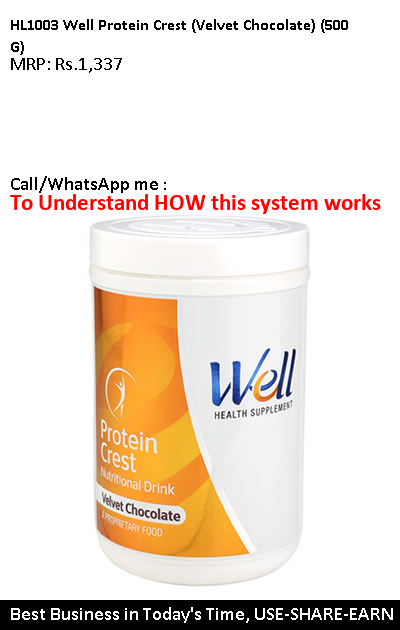 HL1003 Well Protein Crest (Velvet Chocolate) (500
G)
MRP: Rs.1,337
Call/WhatsApp me :
To Understand HOW this system works
Well
HEALTH SUPPLEMENT
Protein
Crest
Nutritional Drink
Velvet Chocolate
A PROPRIETARY FOOD
Best Business in Today's Time, USE-SHARE-EARN